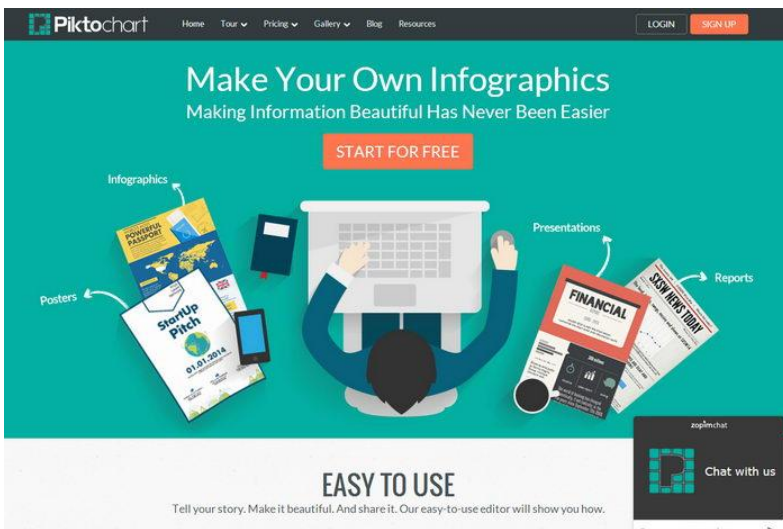 Piktochart
Home Tour Pricing Gallery Blog Resources
LOGIN SIGN UP
Make Your Own Infographics
Making Information Beautiful Has Never Been Easier
START FOR FREE
Infographics
POWERFUL
PASSPORT
Posters
StartUp
Pitch
01.01.2014
Presentations
FINANCIAL
Reports
SXSW NEWS TODAY
zopimchat
Chat with us
EASY TO USE
Tell your story. Make it beautiful. And share it. Our easy-to-use editor will show you how.